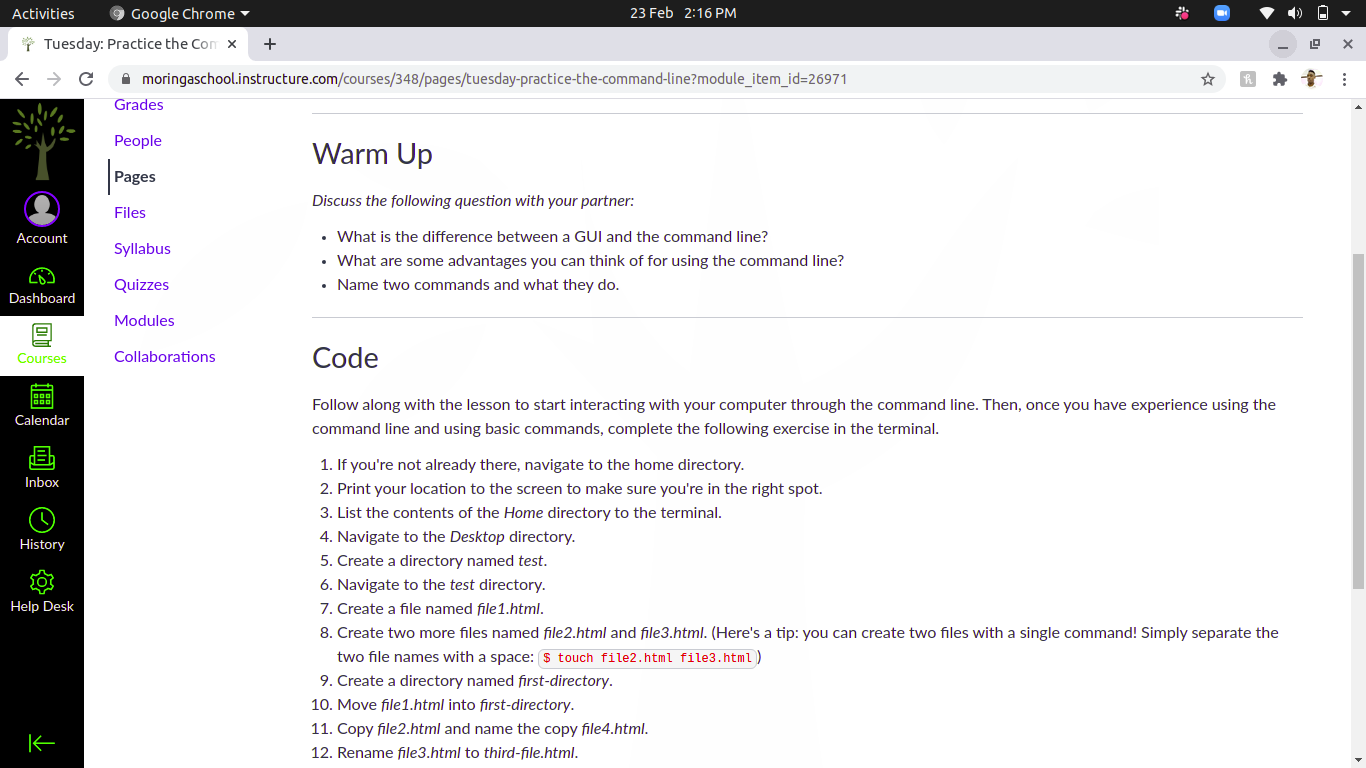 Activities
Google Chrome
23 Feb 2:16 PM
Tuesday: Practice the Com
moringaschool.instructure.com/courses/348/pages/tuesday-practice-the-command-line?module_item_id=26971
Account
Dashboard
Courses
Calendar
Inbox
History
Help Desk
Grades
People
Pages
Files
Syllabus
Quizzes
Modules
Collaborations
Warm Up
Discuss the following question with your partner:
• What is the difference between a GUI and the command line?
• What are some advantages you can think of for using the command line?
• Name two commands and what they do.
Code
Follow along with the lesson to start interacting with your computer through the command line. Then, once you have experience using the
command line and using basic commands, complete the following exercise in the terminal.
1. If you're not already there, navigate to the home directory.
2. Print your location to the screen to make sure you're in the right spot.
3. List the contents of the Home directory to the terminal.
4. Navigate to the Desktop directory.
5. Create a directory named test.
6. Navigate to the test directory.
7. Create a file named file1.html.
8. Create two more files named file2.html and file3.html. (Here's a tip: you can create two files with a single command! Simply separate the
two file names with a space: $ touch file2.html file3.html)
9. Create a directory named first-directory.
10. Move file1.html into first-directory.
11. Copy file2.html and name the copy file4.html.
12. Rename file3.html to third-file.html.